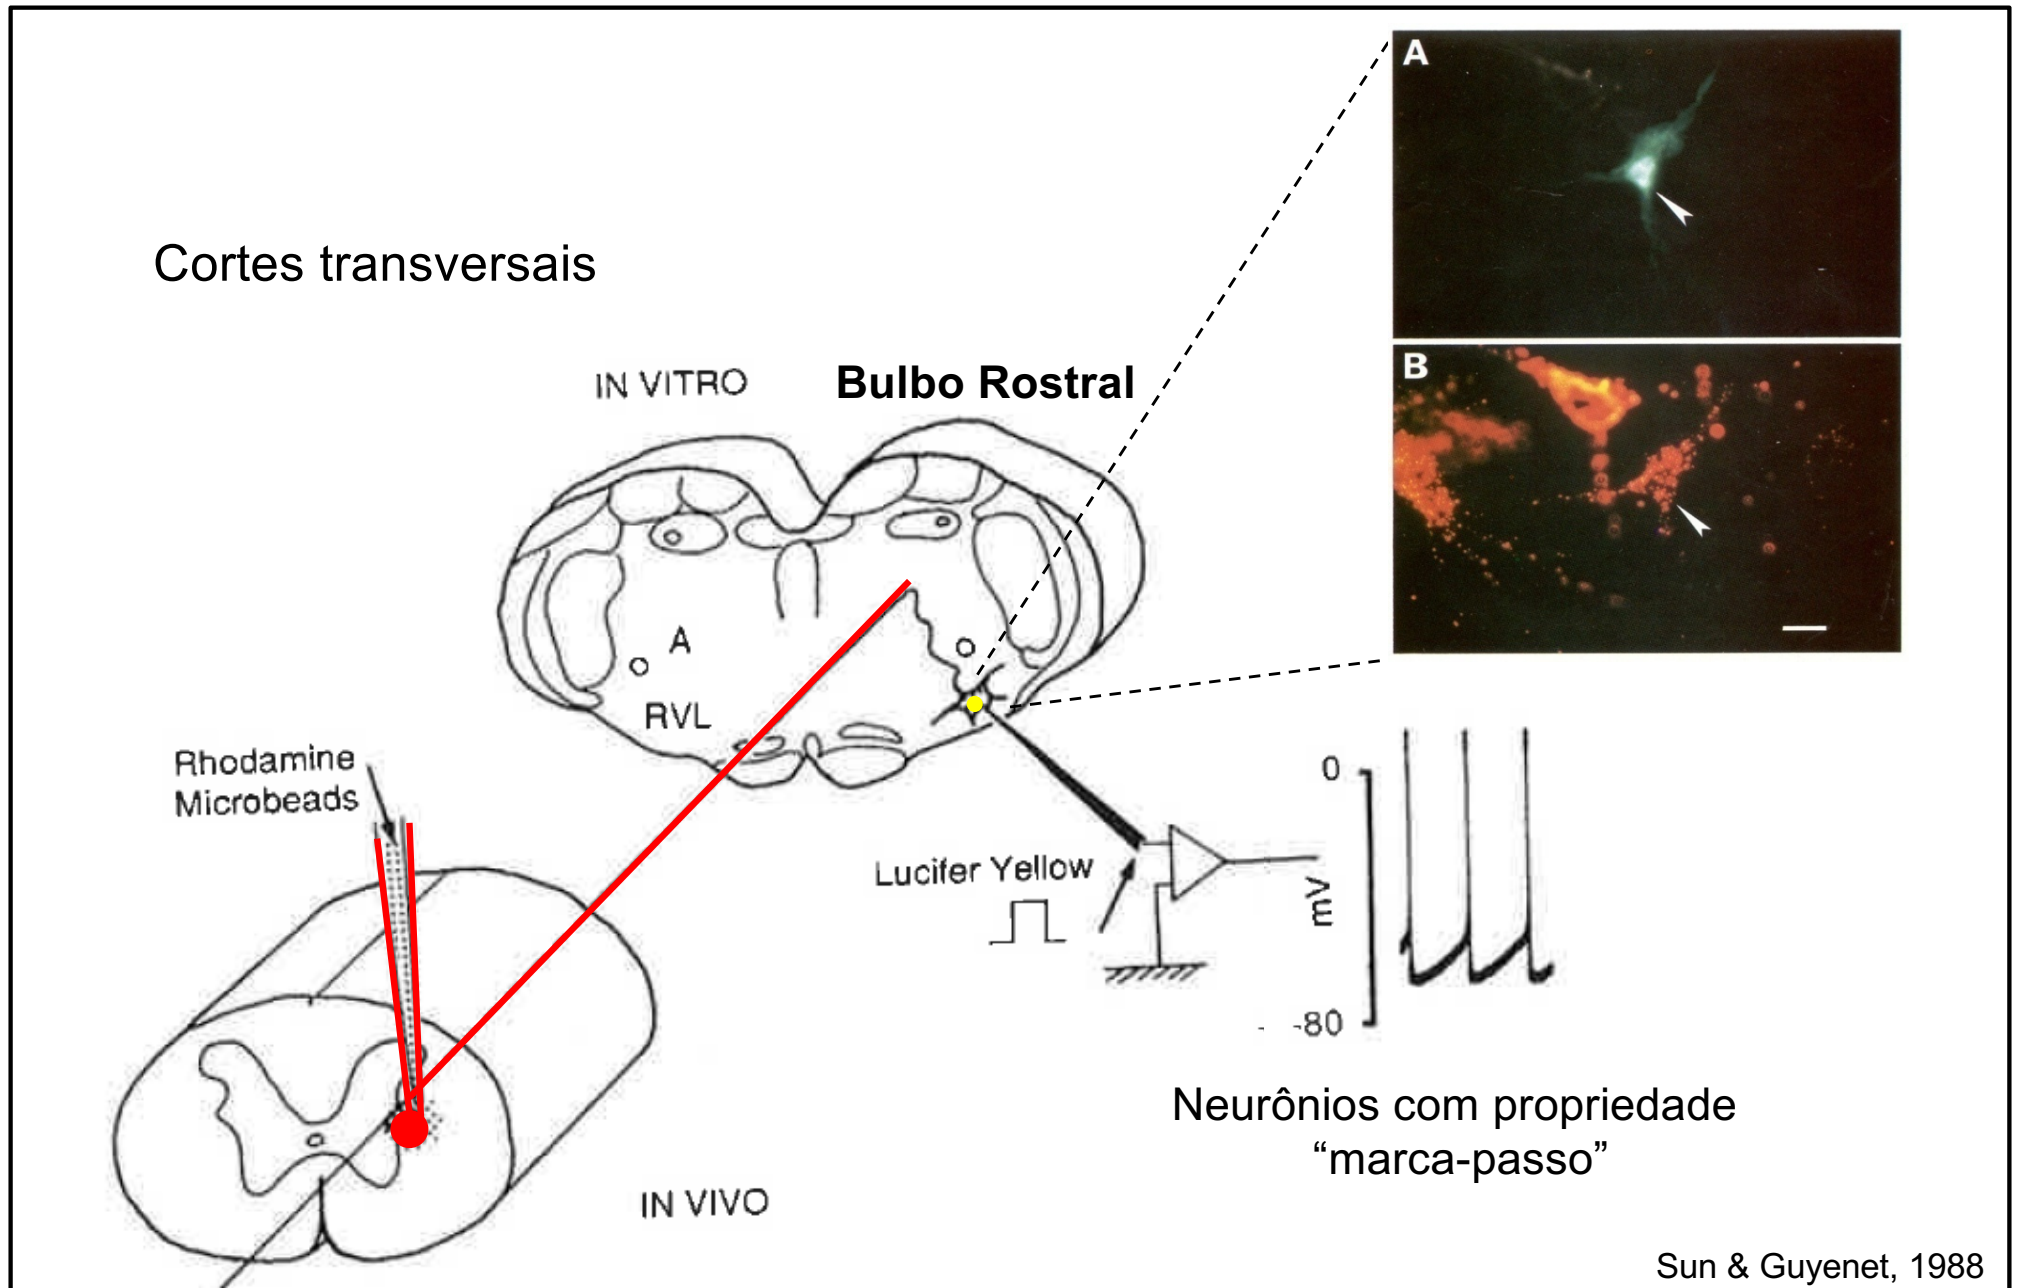 A
B
Cortes transversais
IN VITRO
Bulbo Rostral
A
RVL
Rhodamine
Microbeads
Lucifer Yellow
0
mV
-80
Neurônios com propriedade
“marca-passo”
IN VIVO
Sun & Guyenet, 1988